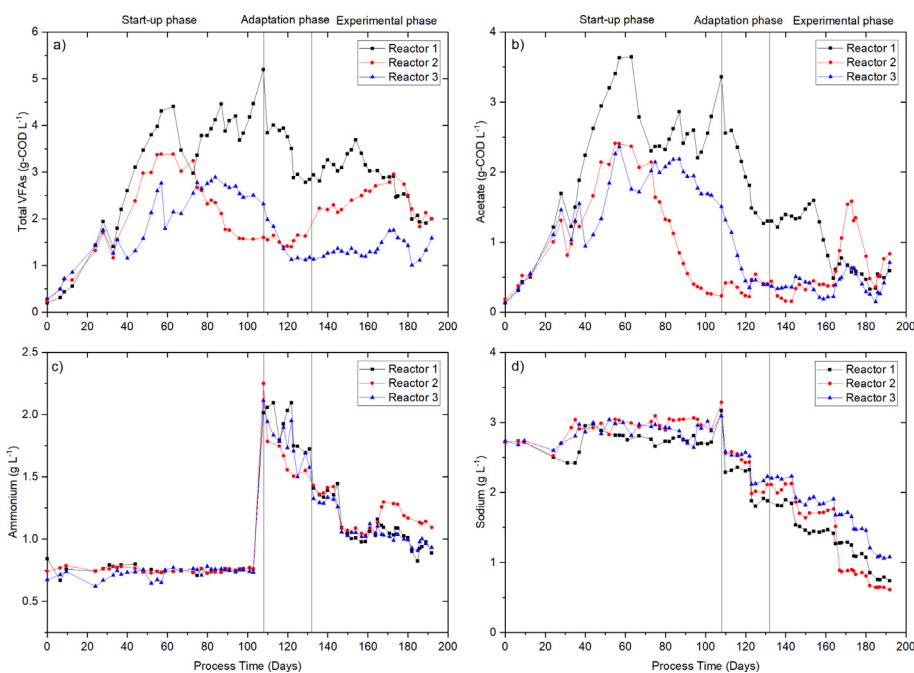 Start-up phase Adaptation phase Experimental phase
a)
Reactor 1
Reactor 2
Reactor 3
Total VFAs (g-COD L⁻¹)
6
5
4
3
2
1
0
0 20 40 60 80 100 120 140 160 180 200
Start-up phase Adaptation phase Experimental phase
b)
Reactor 1
Reactor 2
Reactor 3
Acetate (g-COD L⁻¹)
4
3
2
1
0
0 20 40 60 80 100 120 140 160 180 200
c)
Reactor 1
Reactor 2
Reactor 3
Ammonium (g L⁻¹)
2.5
2.0
1.5
1.0
0.5
0 20 40 60 80 100 120 140 160 180 200
Process Time (Days)
d)
Reactor 1
Reactor 2
Reactor 3
Sodium (g L⁻¹)
4
3
2
1
0
0 20 40 60 80 100 120 140 160 180 200
Process Time (Days)